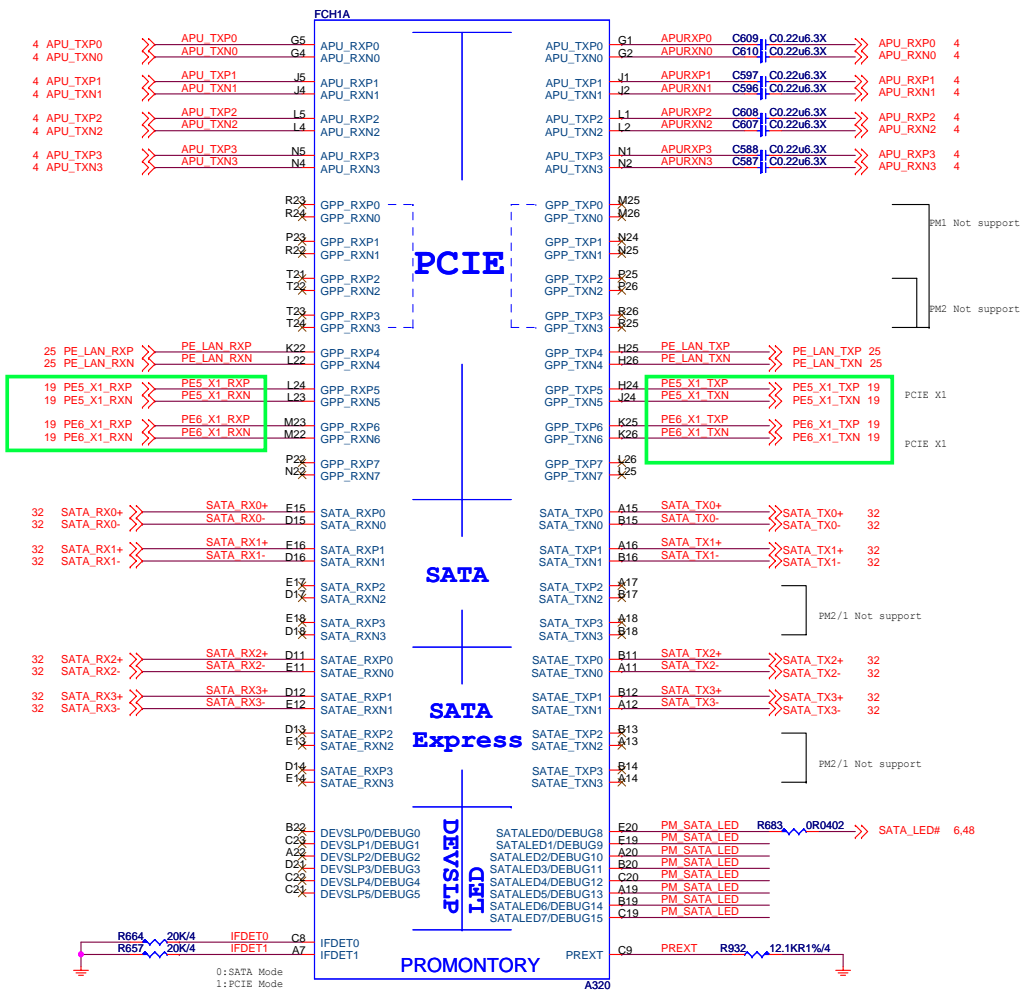 FCH1A
4 APU_TXP0 APU_TXP0 G5 APU_RXP0 APU_TXP0 G1 APURXP0 C609 C0.22u6.3X APU_RXP0 4
4 APU_TXN0 APU_TXN0 G4 APU_RXN0 APU_TXN0 G2 APURXN0 C610 C0.22u6.3X APU_RXN0 4
4 APU_TXP1 APU_TXP1 J5 APU_RXP1 APU_TXP1 J1 APURXP1 C597 C0.22u6.3X APU_RXP1 4
4 APU_TXN1 APU_TXN1 J4 APU_RXN1 APU_TXN1 J2 APURXN1 C596 C0.22u6.3X APU_RXN1 4
4 APU_TXP2 APU_TXP2 L5 APU_RXP2 APU_TXP2 L1 APURXP2 C608 C0.22u6.3X APU_RXP2 4
4 APU_TXN2 APU_TXN2 L4 APU_RXN2 APU_TXN2 L2 APURXN2 C607 C0.22u6.3X APU_RXN2 4
4 APU_TXP3 APU_TXP3 N5 APU_RXP3 APU_TXP3 N1 APURXP3 C588 C0.22u6.3X APU_RXP3 4
4 APU_TXN3 APU_TXN3 N4 APU_RXN3 APU_TXN3 N2 APURXN3 C587 C0.22u6.3X APU_RXN3 4
R23 GPP_RXP0 GPP_TXP0 M25
R24 GPP_RXN0 GPP_TXN0 M26
PM1 Not support
P23 GPP_RXP1 GPP_TXP1 N24
R22 GPP_RXN1 GPP_TXN1 N25
PCIE
T21 GPP_RXP2 GPP_TXP2 P25
T22 GPP_RXN2 GPP_TXN2 P26
PM2 Not support
T23 GPP_RXP3 GPP_TXP3 R26
T24 GPP_RXN3 GPP_TXN3 R25
25 PE_LAN_RXP PE_LAN_RXP K22 GPP_RXP4 GPP_TXP4 H25 PE_LAN_TXP PE_LAN_TXP 25
25 PE_LAN_RXN PE_LAN_RXN L22 GPP_RXN4 GPP_TXN4 H26 PE_LAN_TXN PE_LAN_TXN 25
19 PE5_X1_RXP PE5_X1_RXP L24 GPP_RXP5 GPP_TXP5 H24 PE5_X1_TXP PE5_X1_TXP 19 PCIE X1
19 PE5_X1_RXN PE5_X1_RXN L23 GPP_RXN5 GPP_TXN5 J24 PE5_X1_TXN PE5_X1_TXN 19
19 PE6_X1_RXP PE6_X1_RXP M23 GPP_RXP6 GPP_TXP6 K25 PE6_X1_TXP PE6_X1_TXP 19
19 PE6_X1_RXN PE6_X1_RXN M22 GPP_RXN6 GPP_TXN6 K26 PE6_X1_TXN PE6_X1_TXN 19 PCIE X1
P22 GPP_RXP7 GPP_TXP7 L26
N22 GPP_RXN7 GPP_TXN7 L25
32 SATA_RX0+ SATA_RX0+ E15 SATA_RXP0 SATA_TXP0 A15 SATA_TX0+ SATA_TX0+ 32
32 SATA_RX0- SATA_RX0- D15 SATA_RXN0 SATA_TXN0 B15 SATA_TX0- SATA_TX0- 32
32 SATA_RX1+ SATA_RX1+ E16 SATA_RXP1 SATA_TXP1 A16 SATA_TX1+ SATA_TX1+ 32
32 SATA_RX1- SATA_RX1- D16 SATA_RXN1 SATA_TXN1 B16 SATA_TX1- SATA_TX1- 32
SATA
E17 SATA_RXP2 SATA_TXP2 A17
D17 SATA_RXN2 SATA_TXN2 B17
PM2/1 Not support
E18 SATA_RXP3 SATA_TXP3 A18
D18 SATA_RXN3 SATA_TXN3 B18
32 SATA_RX2+ SATA_RX2+ D11 SATAE_RXP0 SATAE_TXP0 B11 SATA_TX2+ SATA_TX2+ 32
32 SATA_RX2- SATA_RX2- E11 SATAE_RXN0 SATAE_TXN0 A11 SATA_TX2- SATA_TX2- 32
32 SATA_RX3+ SATA_RX3+ D12 SATAE_RXP1 SATAE_TXP1 B12 SATA_TX3+ SATA_TX3+ 32
32 SATA_RX3- SATA_RX3- E12 SATAE_RXN1 SATAE_TXN1 A12 SATA_TX3- SATA_TX3- 32
SATA
Express
D13 SATAE_RXP2 SATAE_TXP2 B13
E13 SATAE_RXN2 SATAE_TXN2 A13
PM2/1 Not support
D14 SATAE_RXP3 SATAE_TXP3 B14
E14 SATAE_RXN3 SATAE_TXN3 A14
B22 DEVSLP0/DEBUG0 SATALED0/DEBUG8 E20 PM_SATA_LED R683 0R0402 SATA_LED# 6,48
C23 DEVSLP1/DEBUG1 SATALED1/DEBUG9 E19 PM_SATA_LED
A22 DEVSLP2/DEBUG2 SATALED2/DEBUG10 A20 PM_SATA_LED
D21 DEVSLP3/DEBUG3 SATALED3/DEBUG11 B20 PM_SATA_LED
C22 DEVSLP4/DEBUG4 SATALED4/DEBUG12 C20 PM_SATA_LED
C21 DEVSLP5/DEBUG5 SATALED5/DEBUG13 A19 PM_SATA_LED
SATALED6/DEBUG14 B19 PM_SATA_LED
SATALED7/DEBUG15 C19 PM_SATA_LED
DEVSLP
LED
R664 20K/4 IFDET0 C8 IFDET0
R657 20K/4 IFDET1 A7 IFDET1 PREXT C9 PREXT R932 12.1KR1%/4
PROMONTORY
0:SATA Mode
1:PCIE Mode
A320